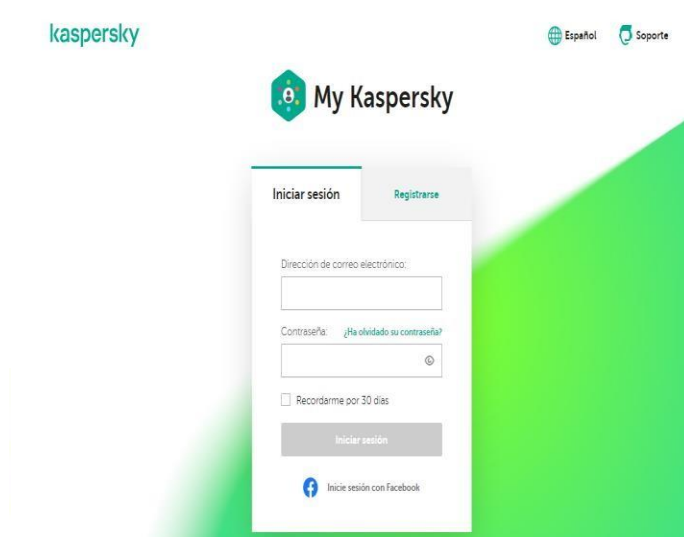 kaspersky
Español
Soporte
My Kaspersky
Iniciar sesión
Registrarse
Dirección de correo electrónico:
Contraseña:
¿Ha olvidado su contraseña?
Recordarme por 30 días
Iniciar sesión
Inicie sesión con Facebook